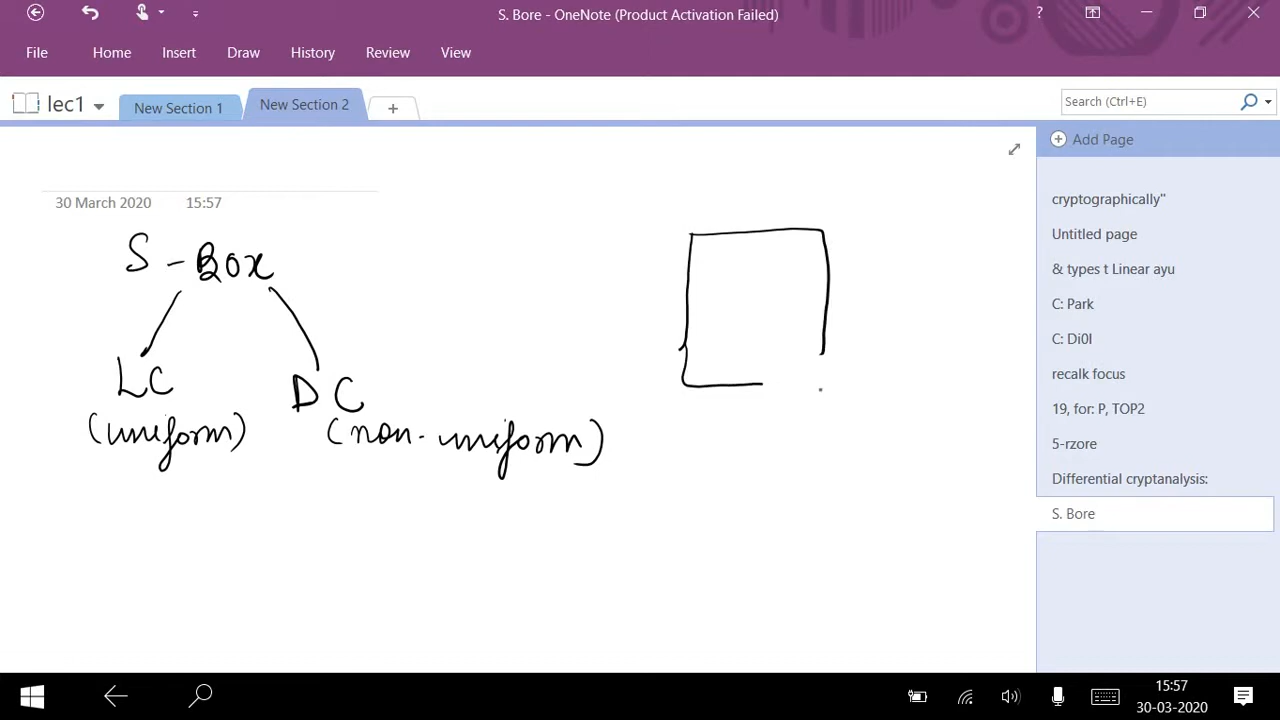 S. Bore - OneNote (Product Activation Failed)
?
File Home Insert Draw History Review View
lec1
New Section 1
New Section 2
+
Search (Ctrl+E)
Add Page
30 March 2020 15:57
S - Box
LC
DC
(uniform)
(non-uniform)
cryptographically"
Untitled page
& types t Linear ayu
C: Park
C: Di0I
recalk focus
19, for: P, TOP2
5-rzore
Differential cryptanalysis:
S. Bore
15:57
30-03-2020